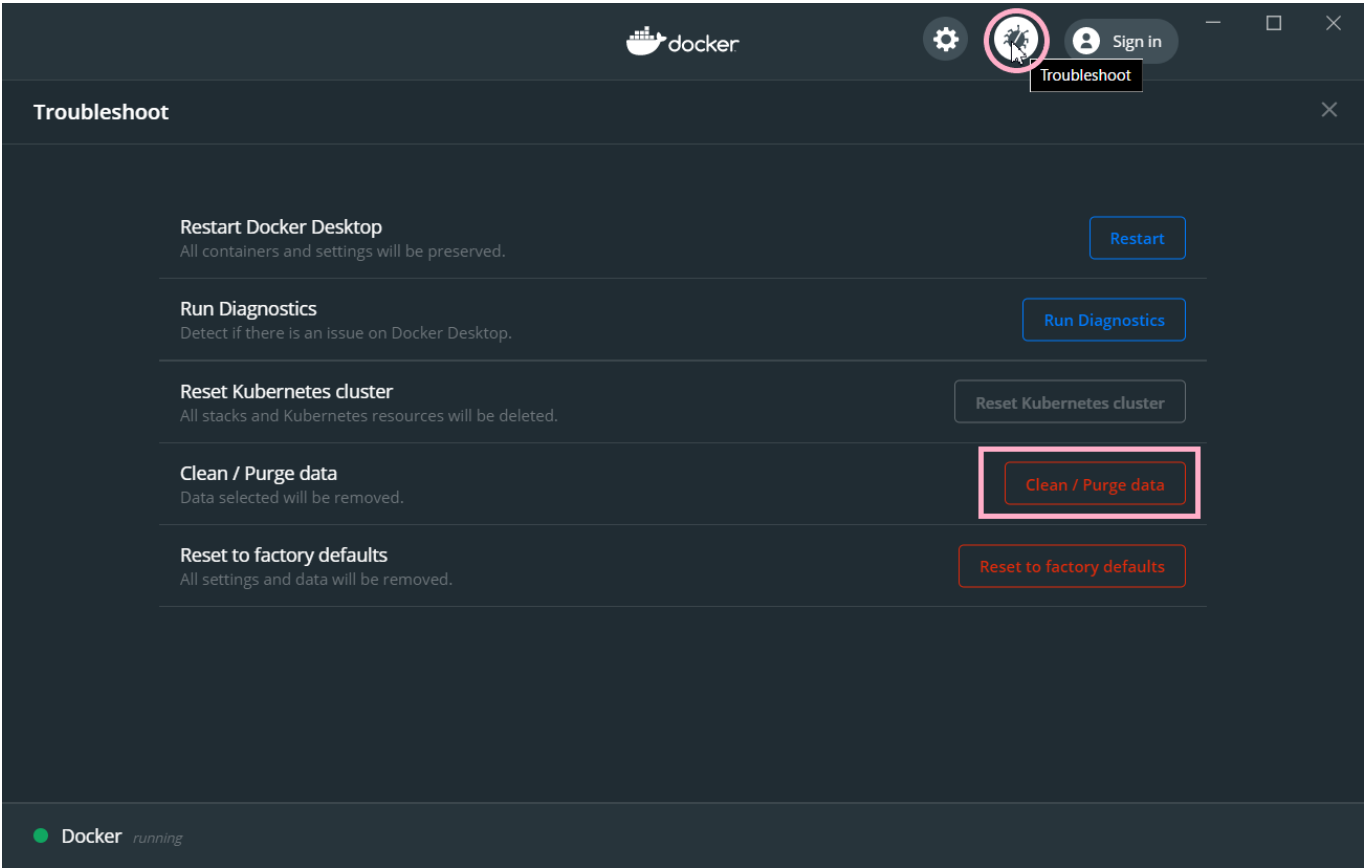 docker
Sign in
Troubleshoot
Troubleshoot
Restart Docker Desktop
All containers and settings will be preserved.
Restart
Run Diagnostics
Detect if there is an issue on Docker Desktop.
Run Diagnostics
Reset Kubernetes cluster
All stacks and Kubernetes resources will be deleted.
Reset Kubernetes cluster
Clean / Purge data
Data selected will be removed.
Clean / Purge data
Reset to factory defaults
All settings and data will be removed.
Reset to factory defaults
Docker running